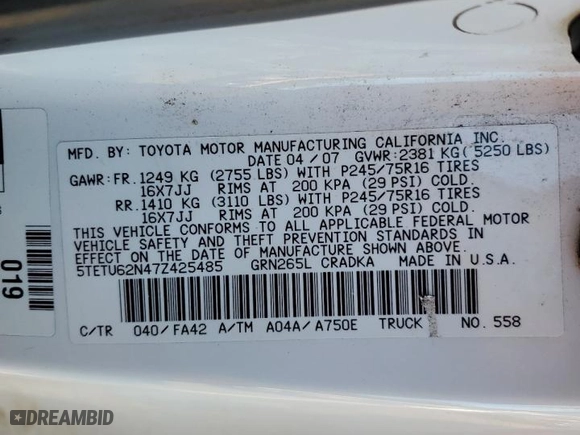 MFD. BY: TOYOTA MOTOR MANUFACTURING CALIFORNIA INC.
DATE 04/07 GVWR:2381 KG(5250 LBS)
GAWR:FR.1249 KG (2755 LBS) WITH P245/75R16 TIRES
16X7JJ RIMS AT 200 KPA (29 PSI) COLD.
RR.1410 KG (3110 LBS) WITH P245/75R16 TIRES
16X7JJ RIMS AT 200 KPA (29 PSI) COLD.
THIS VEHICLE CONFORMS TO ALL APPLICABLE FEDERAL MOTOR
VEHICLE SAFETY AND THEFT PREVENTION STANDARDS IN
EFFECT ON THE DATE OF MANUFACTURE SHOWN ABOVE.
5TETU62N47Z425485 GRN265L CRADKA MADE IN U.S.A.
C/TR 040/FA42 A/TM A04A/A750E TRUCK NO. 558
019
DREAMBID